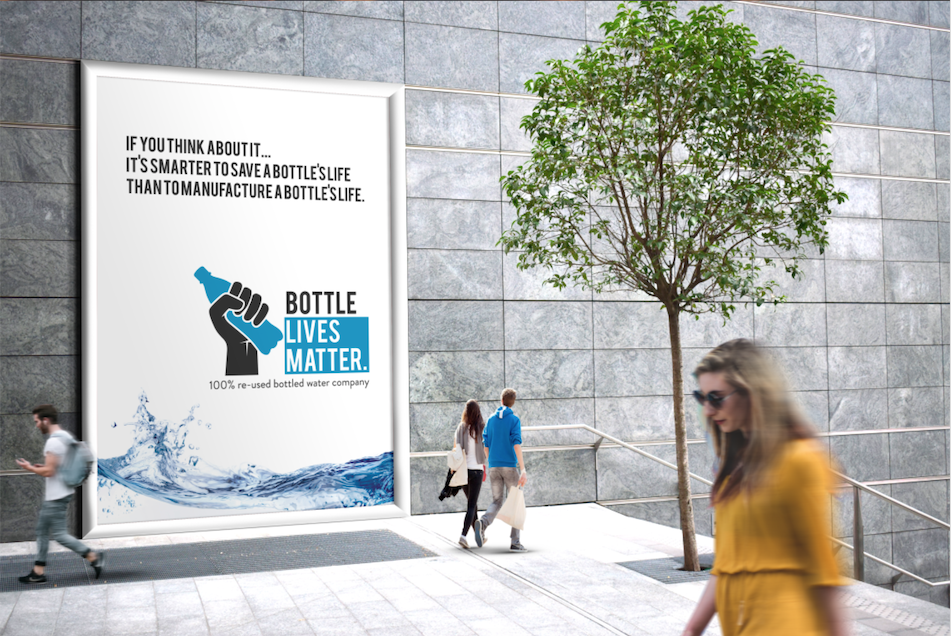 IF YOU THINK ABOUT IT...
IT'S SMARTER TO SAVE A BOTTLE'S LIFE
THAN TO MANUFACTURE A BOTTLE'S LIFE.
BOTTLE
LIVES
MATTER.
100% re-used bottled water company